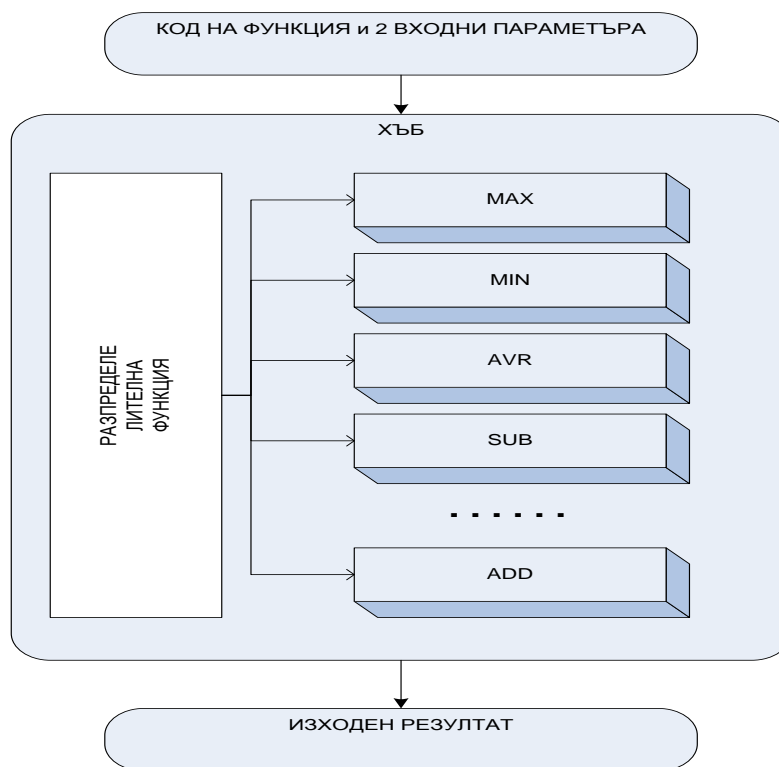 КОД НА ФУНКЦИЯ и 2 ВХОДНИ ПАРАМЕТЪРА
ХЪБ
РАЗПРЕДЕЛЕ
ЛИТЕЛНА
ФУНКЦИЯ
MAX
MIN
AVR
SUB
. . . . . .
ADD
ИЗХОДЕН РЕЗУЛТАТ